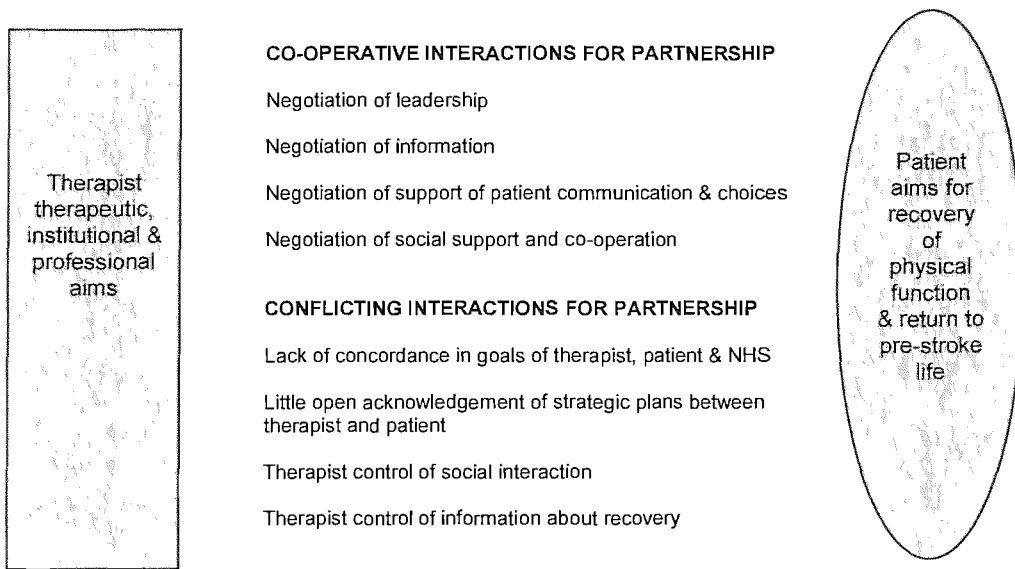 Therapist
therapeutic,
institutional &
professional
aims
CO-OPERATIVE INTERACTIONS FOR PARTNERSHIP
Negotiation of leadership
Negotiation of information
Negotiation of support of patient communication & choices
Negotiation of social support and co-operation
CONFLICTING INTERACTIONS FOR PARTNERSHIP
Lack of concordance in goals of therapist, patient & NHS
Little open acknowledgement of strategic plans between
therapist and patient
Therapist control of social interaction
Therapist control of information about recovery
Patient
aims for
recovery
of
physical
function
& return to
pre-stroke
life